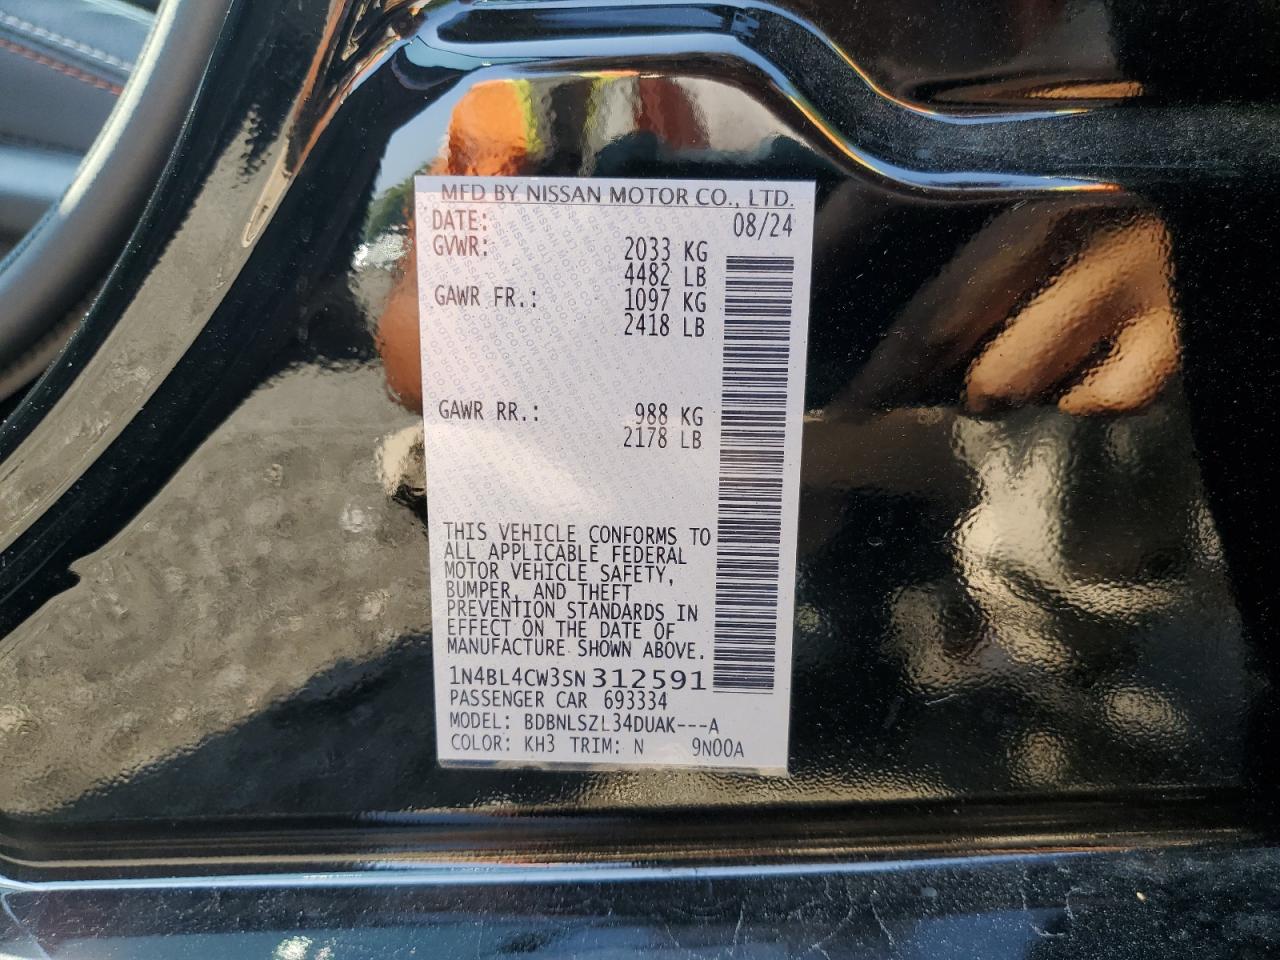 MFD BY NISSAN MOTOR CO., LTD.
DATE: 08/24
GVWR: 2033 KG
4482 LB
GAWR FR.: 1097 KG
2418 LB
GAWR RR.: 988 KG
2178 LB
THIS VEHICLE CONFORMS TO
ALL APPLICABLE FEDERAL
MOTOR VEHICLE SAFETY,
BUMPER, AND THEFT
PREVENTION STANDARDS IN
EFFECT ON THE DATE OF
MANUFACTURE SHOWN ABOVE.
1N4BL4CW3SN312591
PASSENGER CAR 693334
MODEL: BDBNLSZL34DUAK---A
COLOR: KH3 TRIM: N 9N00A